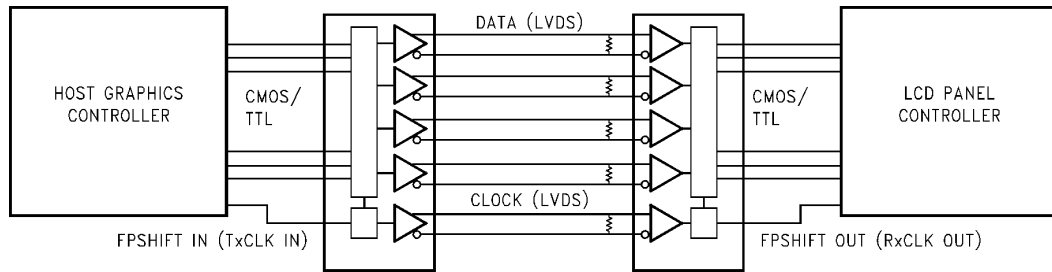 DATA (LVDS)
HOST GRAPHICS
CONTROLLER
CMOS/
TTL
CMOS/
TTL
LCD PANEL
CONTROLLER
CLOCK (LVDS)
FPSHIFT IN (TxCLK IN)
FPSHIFT OUT (RxCLK OUT)